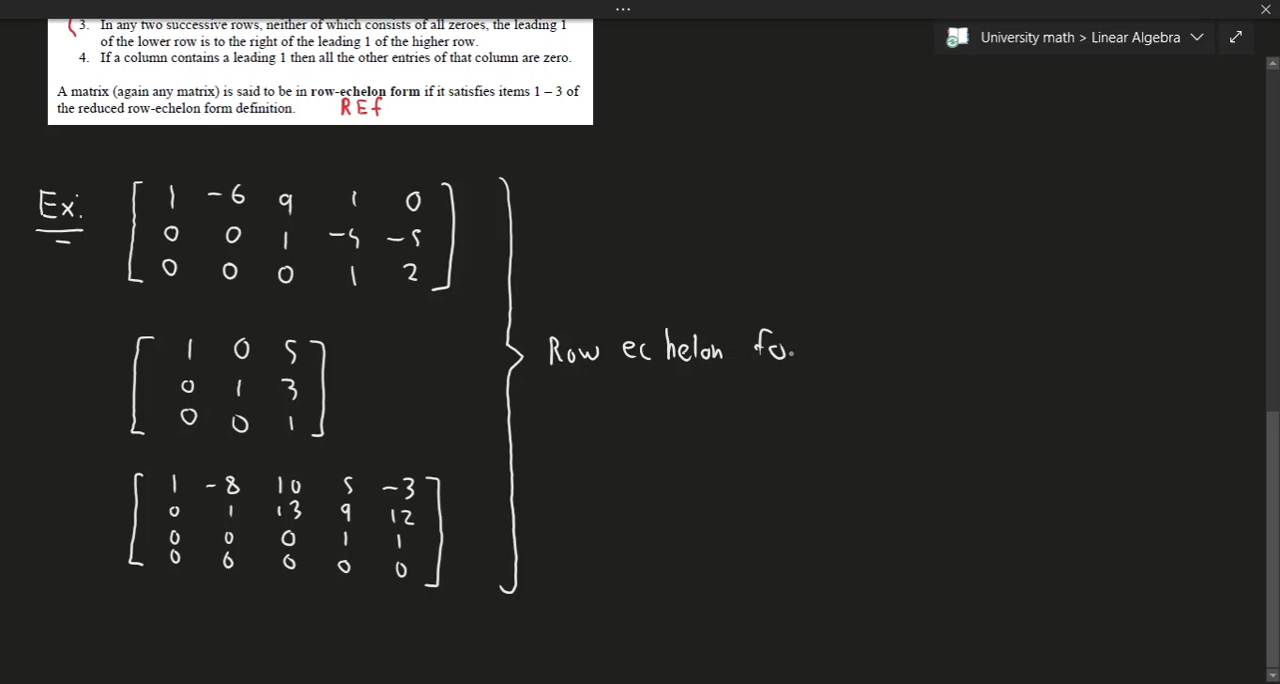 3. In any two successive rows, neither of which consists of all zeroes, the leading 1
of the lower row is to the right of the leading 1 of the higher row.
4. If a column contains a leading 1 then all the other entries of that column are zero.
A matrix (again any matrix) is said to be in row-echelon form if it satisfies items 1 – 3 of
the reduced row-echelon form definition.
REf
University math > Linear Algebra
Ex:
1 -6 9 1 0
0 0 1 -5 -5
0 0 0 1 2
1 0 5
0 1 3
0 0 1
1 -8 10 5 -3
0 1 13 9 12
0 0 0 1 1
0 0 0 0 0
Row echelon fo